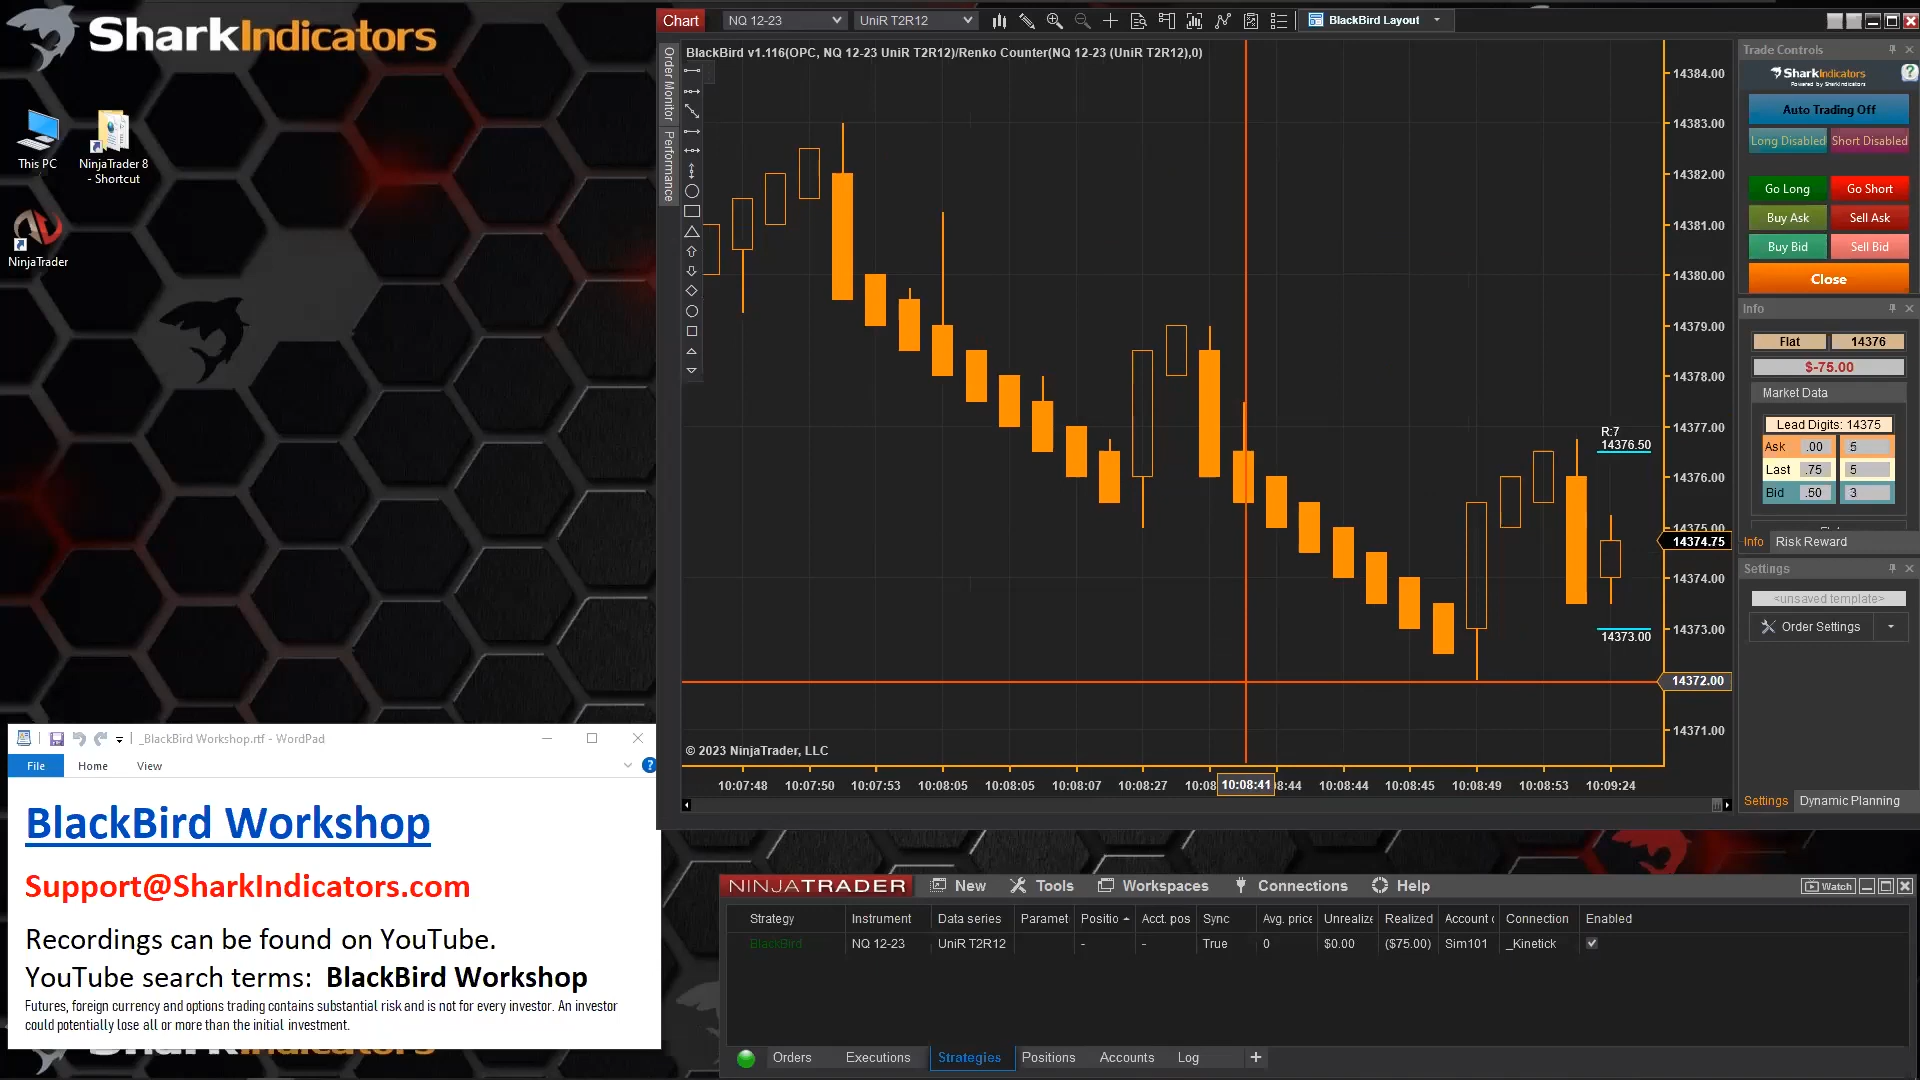 SharkIndicators
This PC
NinjaTrader 8
- Shortcut
NinjaTrader
Chart
NQ 12-23
UniR T2R12
BlackBird Layout
Order Monitor
Performance
BlackBird v1.116(OPC, NQ 12-23 UniR T2R12)/Renko Counter(NQ 12-23 (UniR T2R12),0)
14384.00
14383.00
14382.00
14381.00
14380.00
14379.00
14378.00
14377.00
14376.00
14375.00
14374.75
14374.00
14373.00
14372.00
14371.00
R:7
14376.50
14373.00
© 2023 NinjaTrader, LLC
10:07:48
10:07:50
10:07:53
10:08:05
10:08:05
10:08:07
10:08:27
10:08
10:08:41
8:44
10:08:44
10:08:45
10:08:49
10:08:53
10:09:24
Trade Controls
SharkIndicators
Powered by SharkIndicators
Auto Trading Off
Long Disabled
Short Disabled
Go Long
Go Short
Buy Ask
Sell Ask
Buy Bid
Sell Bid
Close
Info
Flat
14376
$-75.00
Market Data
Lead Digits: 14375
Ask .00 5
Last .75 5
Bid .50 3
Info
Risk Reward
Settings
<unsaved template>
Order Settings
Settings
Dynamic Planning
_BlackBird Workshop.rtf - WordPad
File
Home
View
BlackBird Workshop
Support@SharkIndicators.com
Recordings can be found on YouTube.
YouTube search terms: BlackBird Workshop
Futures, foreign currency and options trading contains substantial risk and is not for every investor. An investor
could potentially lose all or more than the initial investment.
NINJATRADER
New
Tools
Workspaces
Connections
Help
Watch
Strategy
Instrument
Data series
Paramet
Positio
Acct. pos
Sync
Avg. price
Unrealize
Realized
Account
Connection
Enabled
BlackBird
NQ 12-23
UniR T2R12
-
-
True
0
$0.00
($75.00)
Sim101
_Kinetick
Orders
Executions
Strategies
Positions
Accounts
Log
+